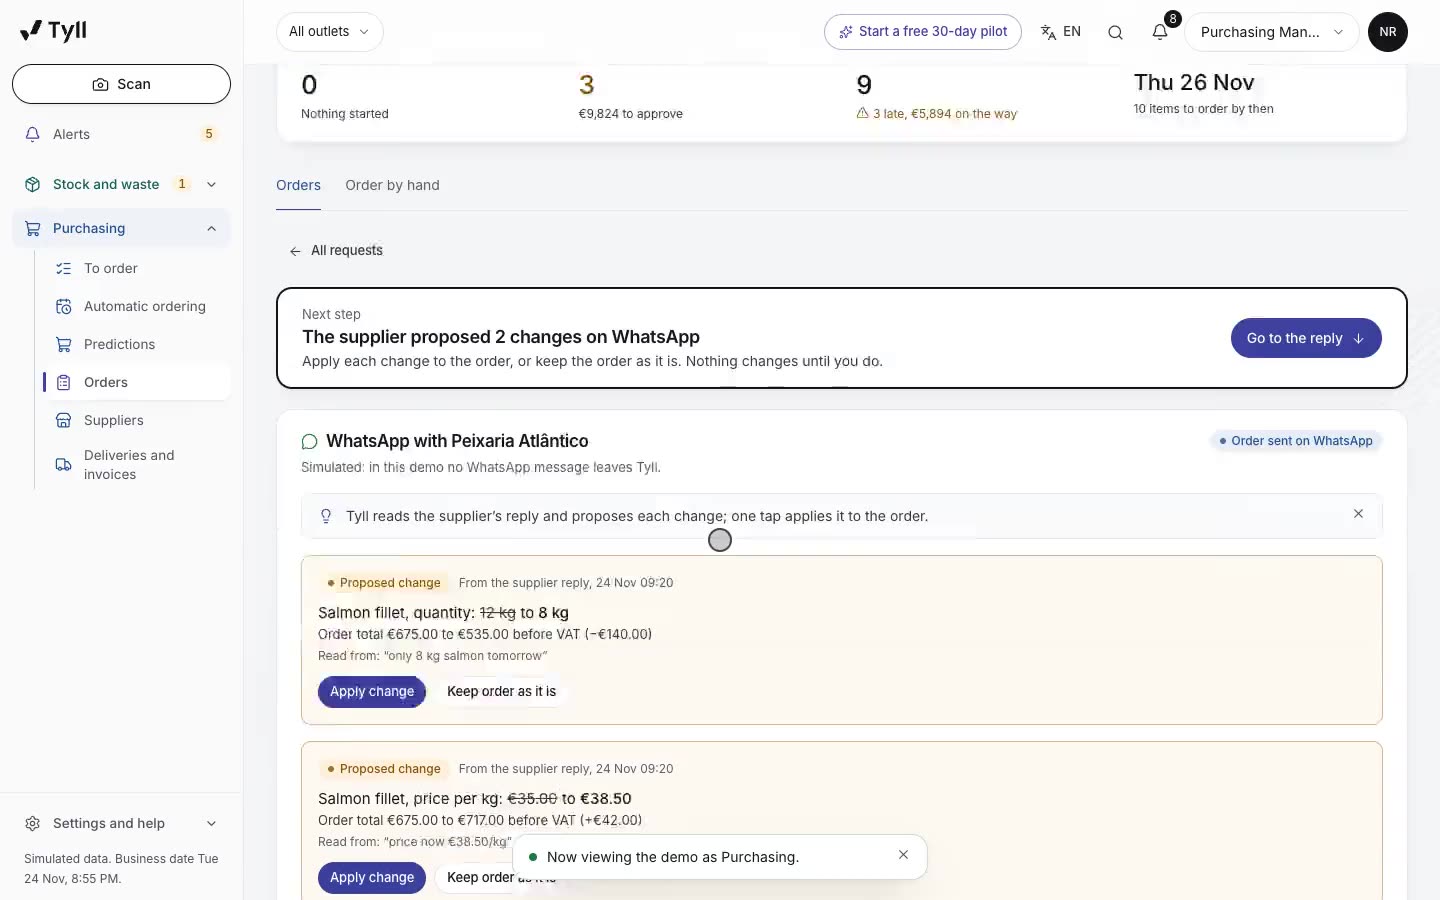 Tyll
All outlets
Start a free 30-day pilot
EN
8
Purchasing Man...
NR
Scan
Alerts
5
Stock and waste
1
Purchasing
To order
Automatic ordering
Predictions
Orders
Suppliers
Deliveries and
invoices
Settings and help
Simulated data. Business date Tue
24 Nov, 8:55 PM.
0
Nothing started
3
€9,824 to approve
9
3 late, €5,894 on the way
Thu 26 Nov
10 items to order by then
Orders
Order by hand
All requests
Next step
The supplier proposed 2 changes on WhatsApp
Apply each change to the order, or keep the order as it is. Nothing changes until you do.
Go to the reply
WhatsApp with Peixaria Atlântico
Order sent on WhatsApp
Simulated: in this demo no WhatsApp message leaves Tyll.
Tyll reads the supplier’s reply and proposes each change; one tap applies it to the order.
Proposed change
From the supplier reply, 24 Nov 09:20
Salmon fillet, quantity: 12 kg to 8 kg
Order total €675.00 to €535.00 before VAT (−€140.00)
Read from: “only 8 kg salmon tomorrow”
Apply change
Keep order as it is
Proposed change
From the supplier reply, 24 Nov 09:20
Salmon fillet, price per kg: €35.00 to €38.50
Order total €675.00 to €717.00 before VAT (+€42.00)
Read from: “price now €38.50/kg”
Apply change
Keep order as it is
Now viewing the demo as Purchasing.